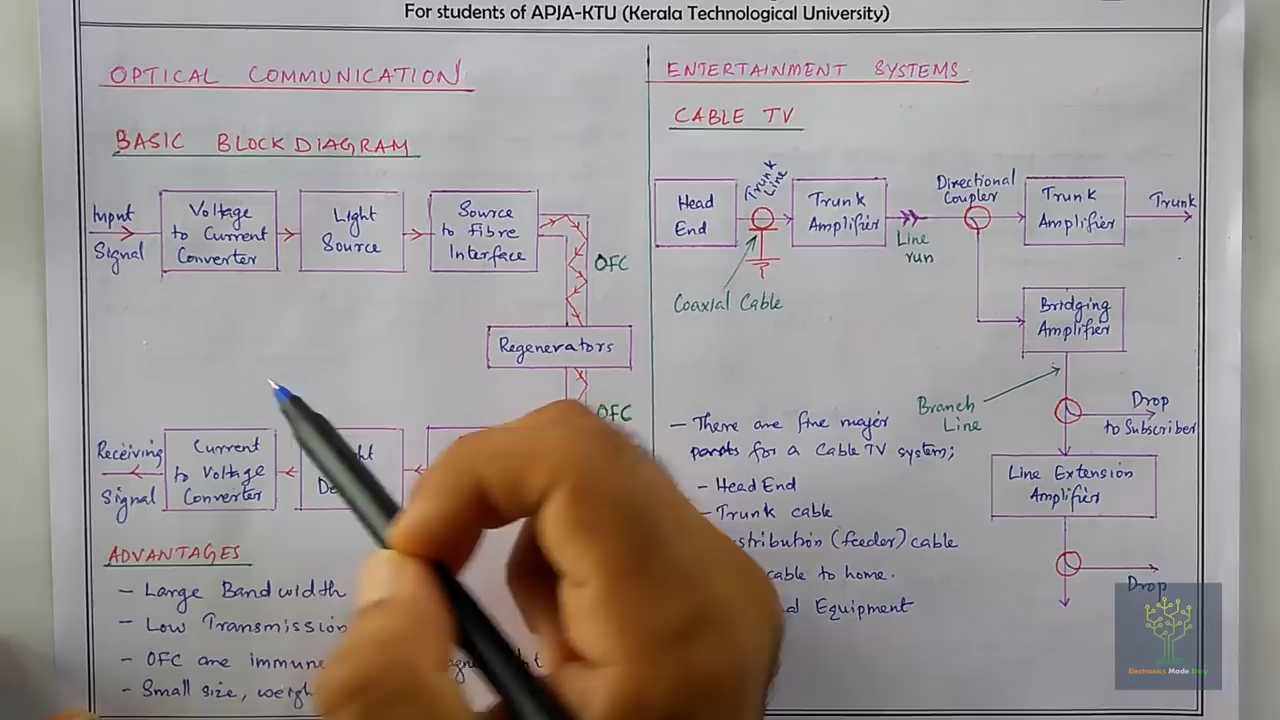 For students of APJA-KTU (Kerala Technological University)
OPTICAL COMMUNICATION
BASIC BLOCK DIAGRAM
Input
Signal
Voltage
to Current
Converter
Light
Source
Source
to Fibre
Interface
OFC
Regenerators
OFC
Receiving
Signal
Current
to Voltage
Converter
ADVANTAGES
- Large Bandwidth
- Low Transmission
- OFC are immune
- Small size,
ENTERTAINMENT SYSTEMS
CABLE TV
Head
End
Trunk
Line
Trunk
Amplifier
Line
run
Directional
Coupler
Trunk
Amplifier
Trunk
Coaxial Cable
Bridging
Amplifier
Branch
Line
Drop
to Subscriber
Line Extension
Amplifier
Drop
- There are five major
parts for a Cable TV system;
- Head End
- Trunk cable
(feeder) cable
cable to home.
Equipment
Electronics Made Easy